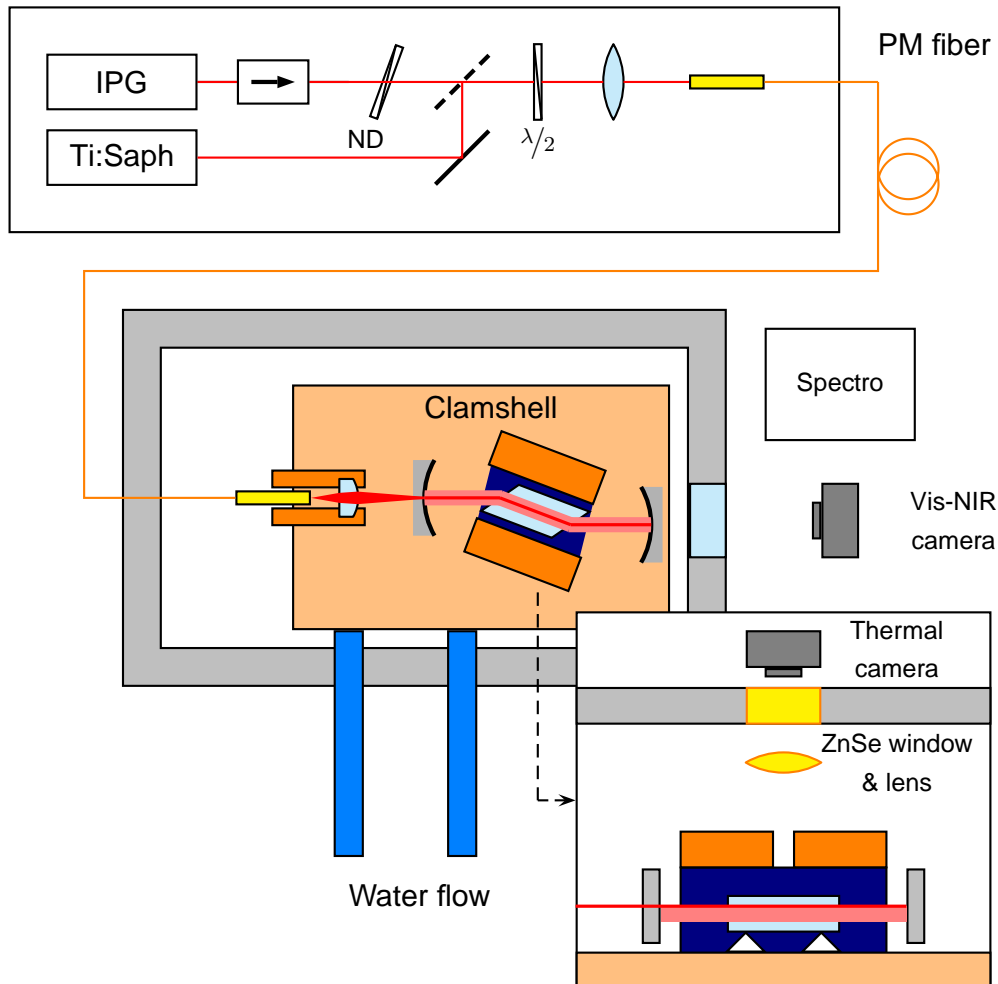 PM fiber
IPG
ND
λ/2
Ti:Saph
Spectro
Clamshell
Vis-NIR
camera
Thermal
camera
ZnSe window
& lens
Water flow